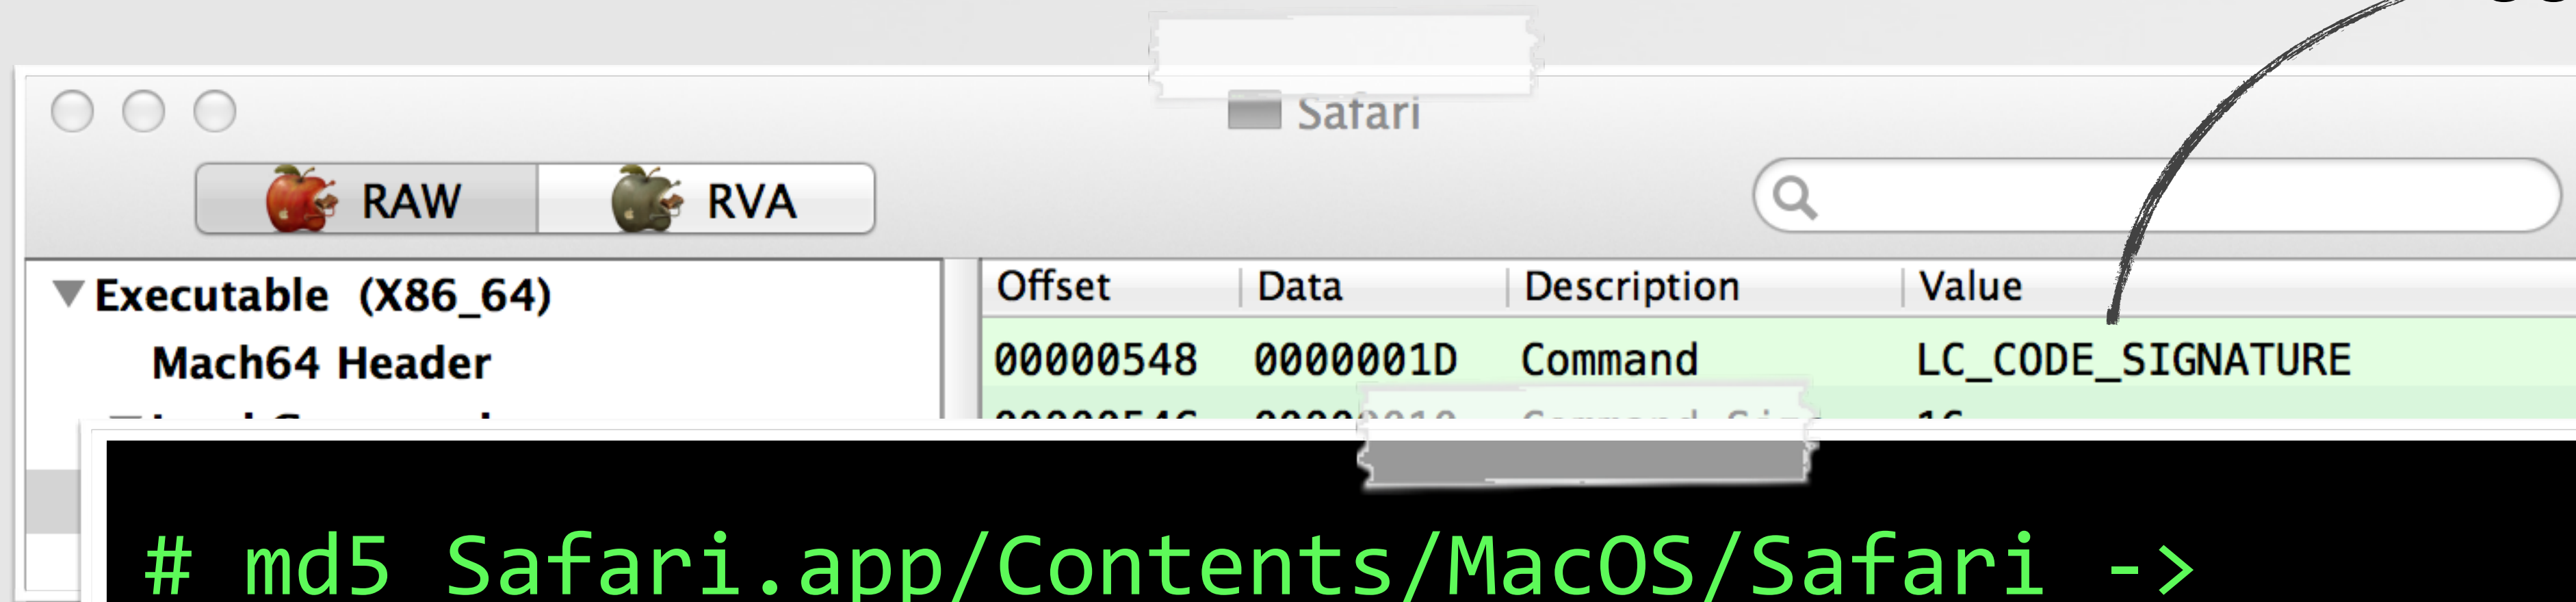 Safari
RAW RVA
Executable (X86_64)
Offset Data Description Value
Mach64 Header
00000548 0000001D Command LC_CODE_SIGNATURE
# md5 Safari.app/Contents/MacOS/Safari ->